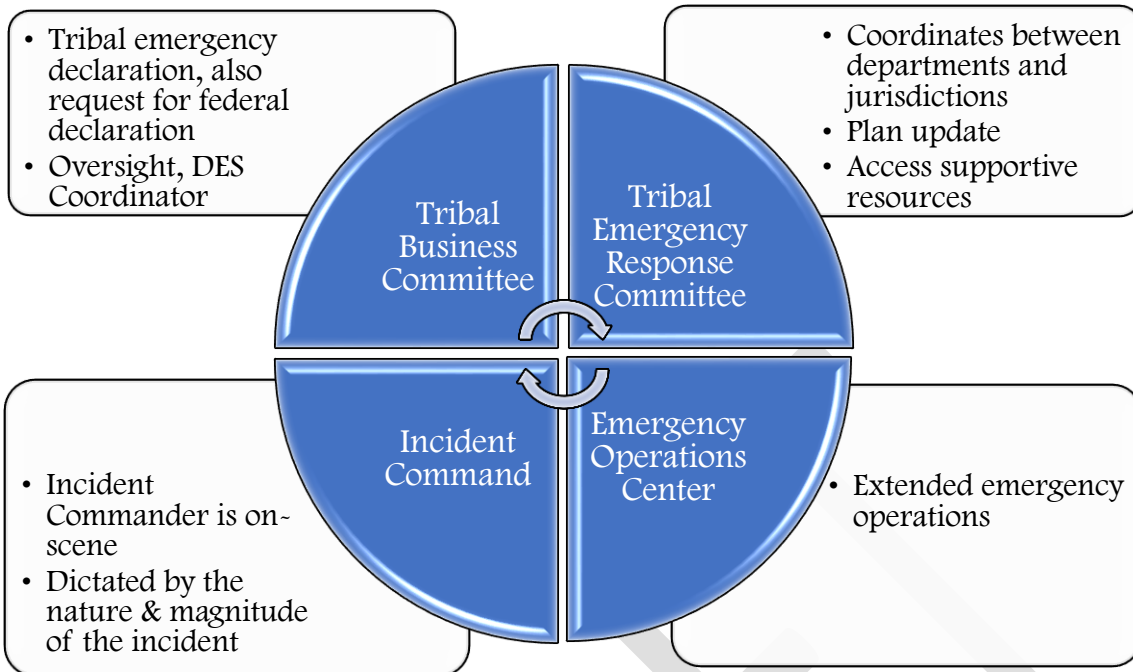 • Tribal emergency
declaration, also
request for federal
declaration
• Oversight, DES
Coordinator
• Coordinates between
departments and
jurisdictions
• Plan update
• Access supportive
resources
Tribal
Business
Committee
Tribal
Emergency
Response
Committee
Incident
Command
Emergency
Operations
Center
• Incident
Commander is on-
scene
• Dictated by the
nature & magnitude
of the incident
• Extended emergency
operations